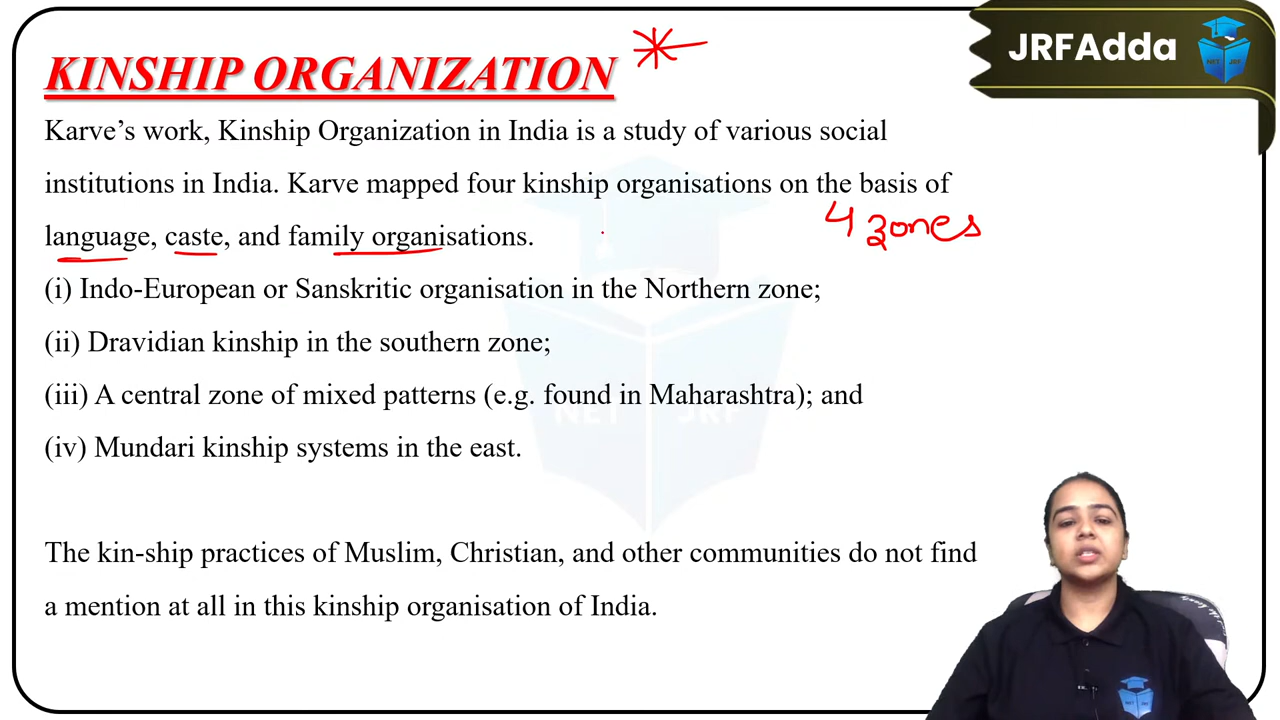 KINSHIP ORGANIZATION
JRFAdda
NET JRF
Karve’s work, Kinship Organization in India is a study of various social
institutions in India. Karve mapped four kinship organisations on the basis of
language, caste, and family organisations.
4 zones
(i) Indo-European or Sanskritic organisation in the Northern zone;
(ii) Dravidian kinship in the southern zone;
(iii) A central zone of mixed patterns (e.g. found in Maharashtra); and
NET JRF
(iv) Mundari kinship systems in the east.
The kin-ship practices of Muslim, Christian, and other communities do not find
a mention at all in this kinship organisation of India.